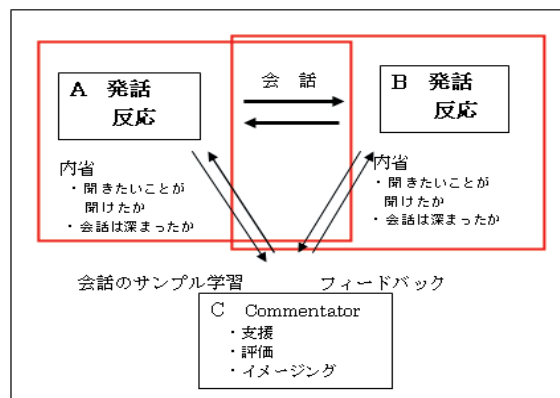 会 話
A 発話
反応
B 発話
反応
内省
・聞きたいことが
聞けたか
・会話は深まったか
内省
・聞きたいことが
聞けたか
・会話は深まったか
会話のサンプル学習
フィードバック
C Commentator
・支援
・評価
・イメージング